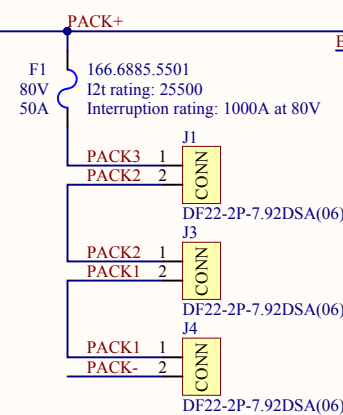 PACK+
F1 166.6885.5501
80V I2t rating: 25500
50A Interruption rating: 1000A at 80V
J1
PACK3 1
PACK2 2
CONN
DF22-2P-7.92DSA(06)
J3
PACK2 1
PACK1 2
CONN
DF22-2P-7.92DSA(06)
J4
PACK1 1
PACK- 2
CONN
DF22-2P-7.92DSA(06)